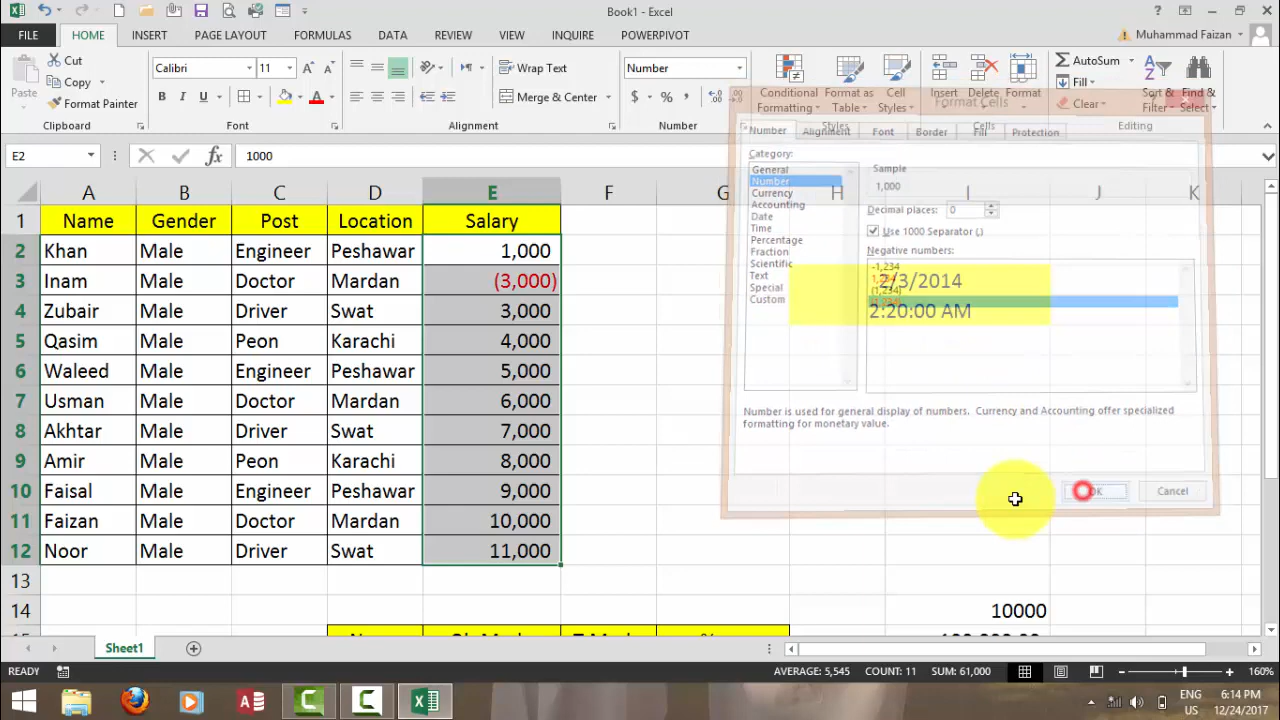 Book1 - Excel
FILE HOME INSERT PAGE LAYOUT FORMULAS DATA REVIEW VIEW INQUIRE POWERPIVOT Muhammad Faizan
Paste Cut Copy Format Painter Clipboard
Calibri 11 B I U A Font
Wrap Text Merge & Center Alignment
Number $ % , Number
Conditional Formatting Format as Table Cell Styles Styles
Insert Delete Format Cells
AutoSum Fill Clear Sort & Filter Find & Select Editing
E2 fx 1000
A B C D E F G H I J K
1 Name Gender Post Location Salary
2 Khan Male Engineer Peshawar 1,000
3 Inam Male Doctor Mardan (3,000) 2/3/2014
4 Zubair Male Driver Swat 3,000 2:20:00 AM
5 Qasim Male Peon Karachi 4,000
6 Waleed Male Engineer Peshawar 5,000
7 Usman Male Doctor Mardan 6,000
8 Akhtar Male Driver Swat 7,000
9 Amir Male Peon Karachi 8,000
10 Faisal Male Engineer Peshawar 9,000
11 Faizan Male Doctor Mardan 10,000
12 Noor Male Driver Swat 11,000
13
14 10000
Format Cells
Number Alignment Font Border Fill Protection
Category:
General
Number
Currency
Accounting
Date
Time
Percentage
Fraction
Scientific
Text
Special
Custom
Sample
1,000
Decimal places: 0
Use 1000 Separator (,)
Negative numbers:
-1,234
(1,234)
Number is used for general display of numbers. Currency and Accounting offer specialized
formatting for monetary value.
OK Cancel
Sheet1
READY AVERAGE: 5,545 COUNT: 11 SUM: 61,000 160%
ENG 6:14 PM
US 12/24/2017